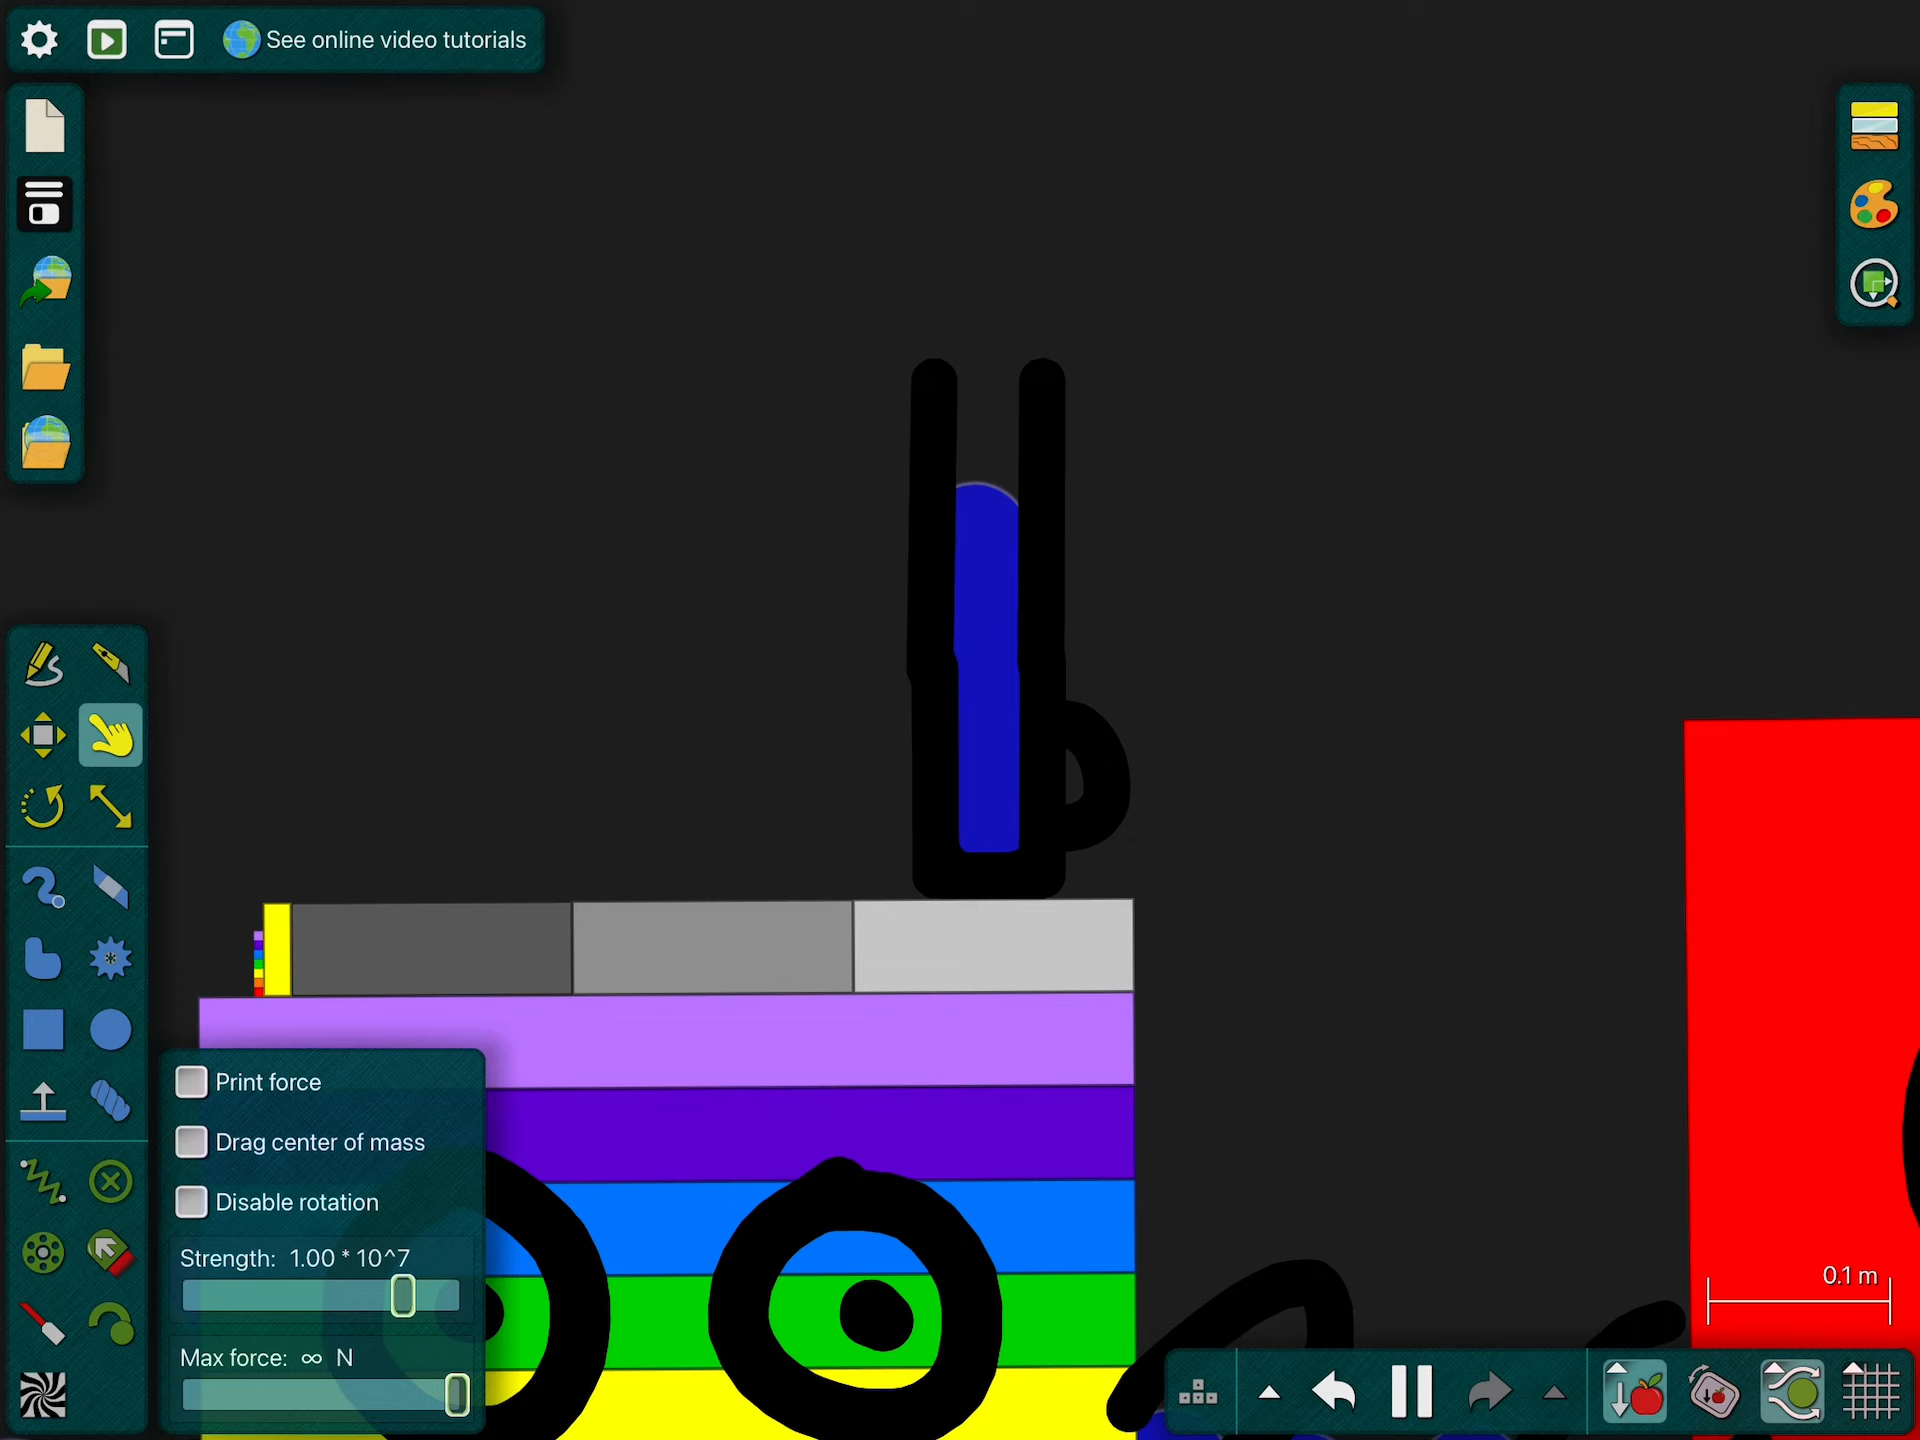 See online video tutorials
Print force
Drag center of mass
Disable rotation
Strength: 1.00 * 10^7
Max force: ∞ N
0.1 m